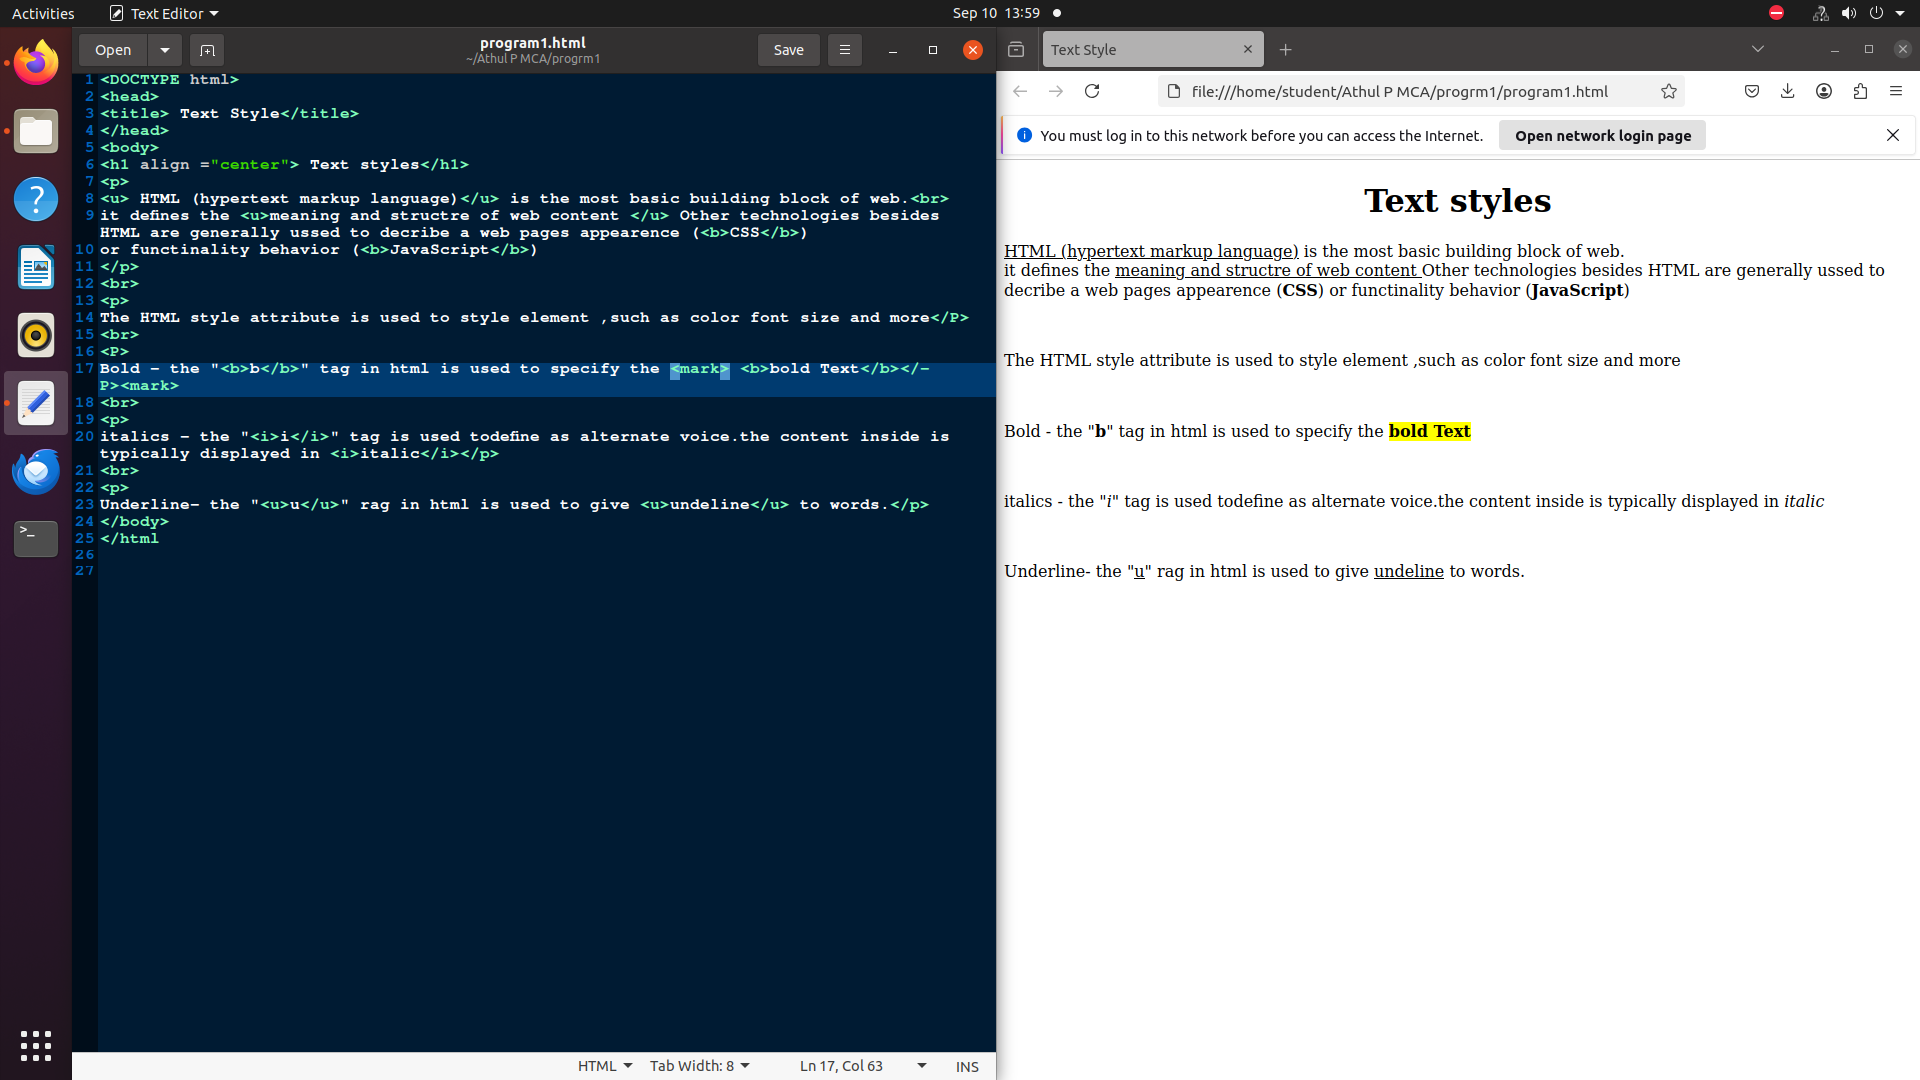 Activities
Text Editor
Sep 10 13:59
Open
program1.html
~/Athul P MCA/progrm1
Save
1 <DOCTYPE html>
2 <head>
3 <title> Text Style</title>
4 </head>
5 <body>
6 <h1 align ="center"> Text styles</h1>
7 <p>
8 <u> HTML (hypertext markup language)</u> is the most basic building block of web.<br>
9 it defines the <u>meaning and structre of web content </u> Other technologies besides
HTML are generally ussed to decribe a web pages appearence (<b>CSS</b>)
10 or functinality behavior (<b>JavaScript</b>)
11 </p>
12 <br>
13 <p>
14 The HTML style attribute is used to style element ,such as color font size and more</P>
15 <br>
16 <P>
17 Bold - the "<b>b</b>" tag in html is used to specify the <mark> <b>bold Text</b></-
P><mark>
18 <br>
19 <p>
20 italics - the "<i>i</i>" tag is used todefine as alternate voice.the content inside is
typically displayed in <i>italic</i></p>
21 <br>
22 <p>
23 Underline- the "<u>u</u>" rag in html is used to give <u>undeline</u> to words.</p>
24 </body>
25 </html
26
27
HTML
Tab Width: 8
Ln 17, Col 63
INS
Text Style
file:///home/student/Athul P MCA/progrm1/program1.html
You must log in to this network before you can access the Internet.
Open network login page
Text styles
HTML (hypertext markup language) is the most basic building block of web.
it defines the meaning and structre of web content Other technologies besides HTML are generally ussed to
decribe a web pages appearence (CSS) or functinality behavior (JavaScript)
The HTML style attribute is used to style element ,such as color font size and more
Bold - the "b" tag in html is used to specify the bold Text
italics - the "i" tag is used todefine as alternate voice.the content inside is typically displayed in italic
Underline- the "u" rag in html is used to give undeline to words.